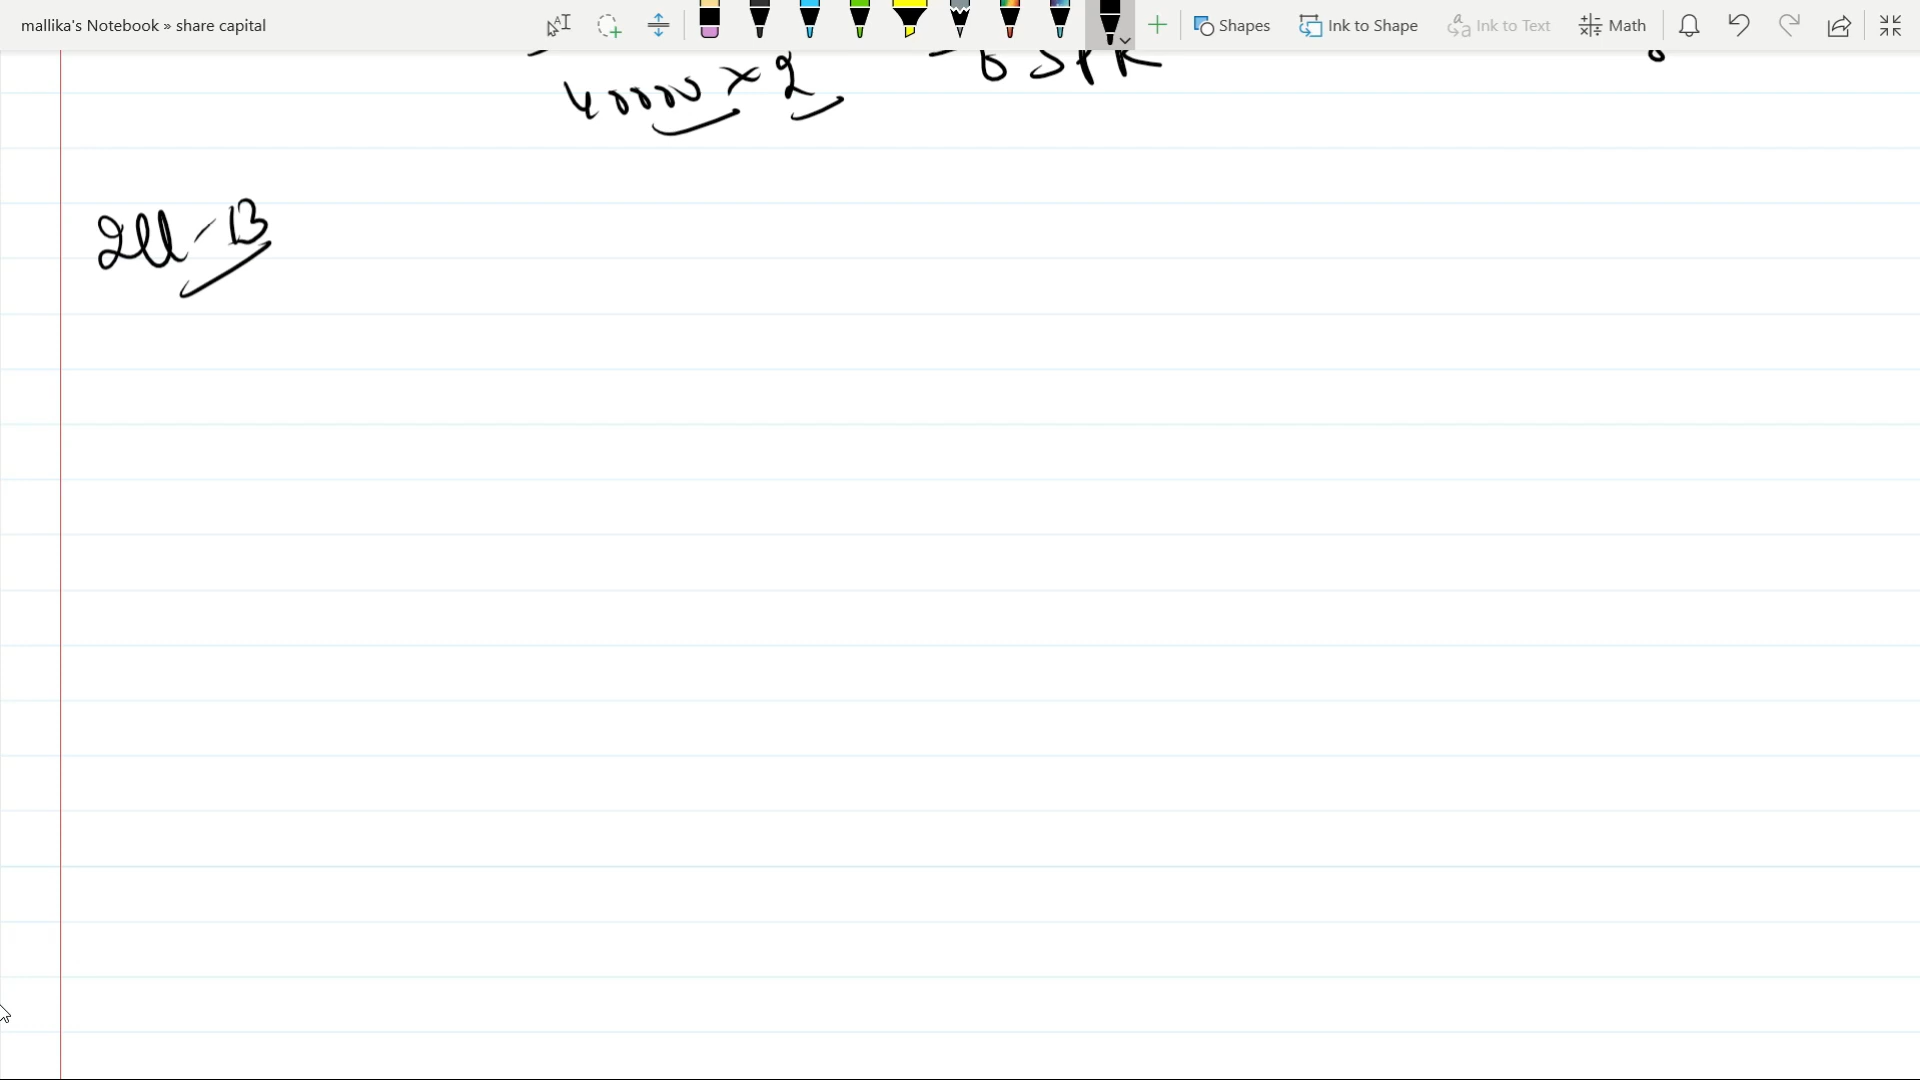 mallika's Notebook » share capital Shapes Ink to Shape Ink to Text Math
40000 × 2
Ill - B